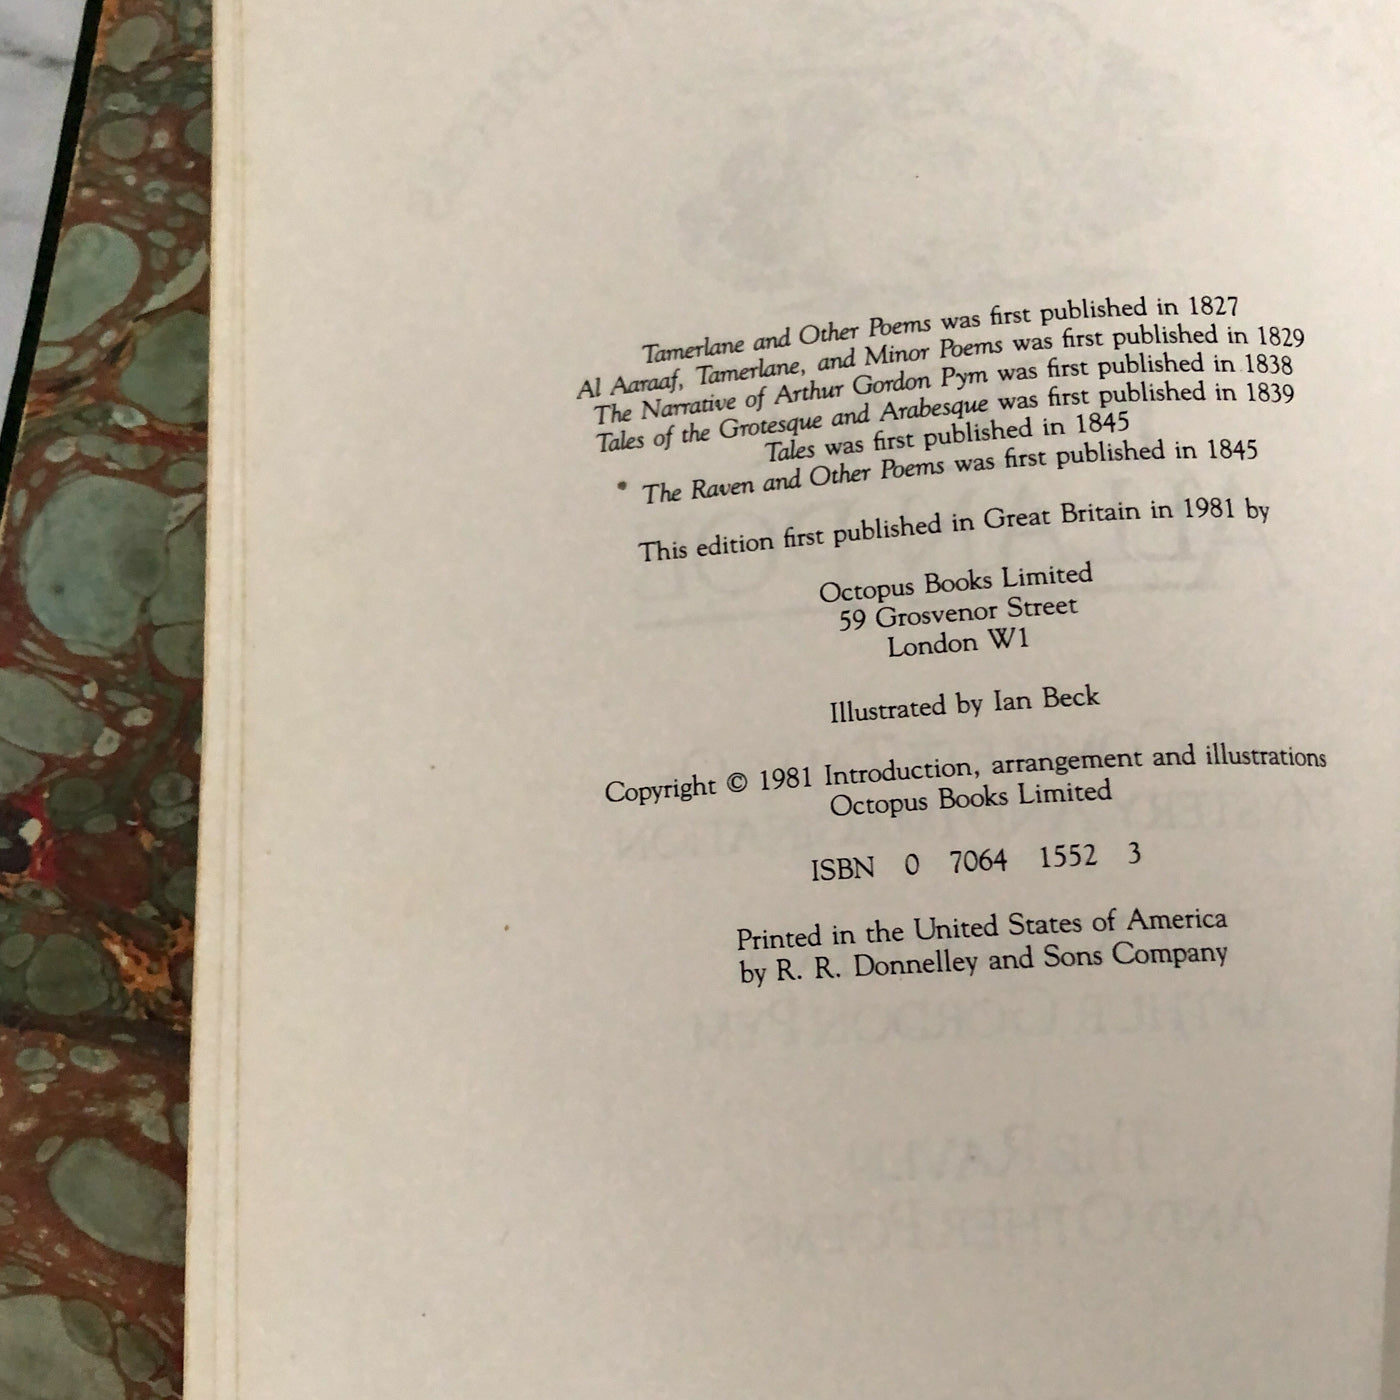 Tamerlane and Other Poems was first published in 1827
Al Aaraaf, Tamerlane, and Minor Poems was first published in 1829
The Narrative of Arthur Gordon Pym was first published in 1838
Tales of the Grotesque and Arabesque was first published in 1839
Tales was first published in 1845
The Raven and Other Poems was first published in 1845
This edition first published in Great Britain in 1981 by
Octopus Books Limited
59 Grosvenor Street
London W1
Illustrated by Ian Beck
Copyright © 1981 Introduction, arrangement and illustrations
Octopus Books Limited
ISBN 0 7064 1552 3
Printed in the United States of America
by R. R. Donnelley and Sons Company